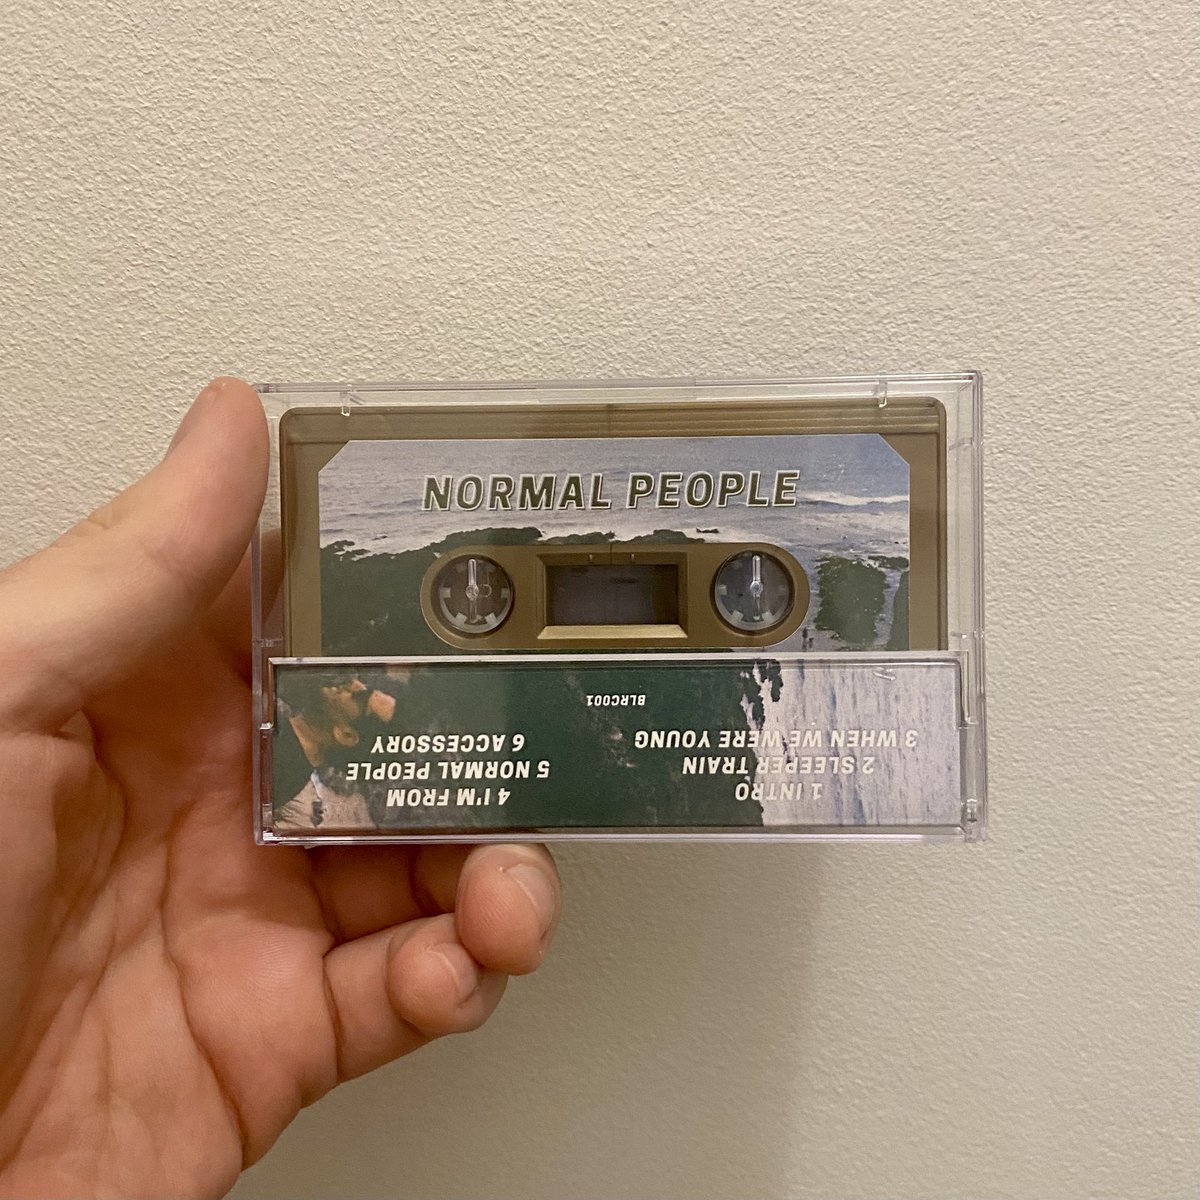 NORMAL PEOPLE
1 INTRO
2 SLEEPER TRAIN
3 WHEN WE WERE YOUNG
4 I'M FROM
5 NORMAL PEOPLE
6 ACCESSORY
BLRC001